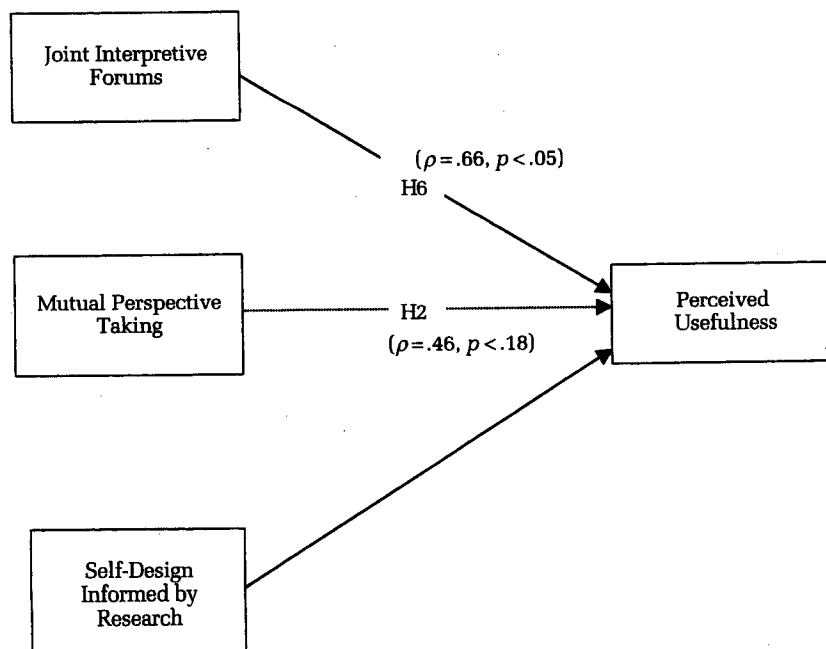 Joint Interpretive
Forums
(ρ=.66, p<.05)
H6
Mutual Perspective
Taking
H2
(ρ=.46, p<.18)
Perceived
Usefulness
Self-Design
Informed by
Research